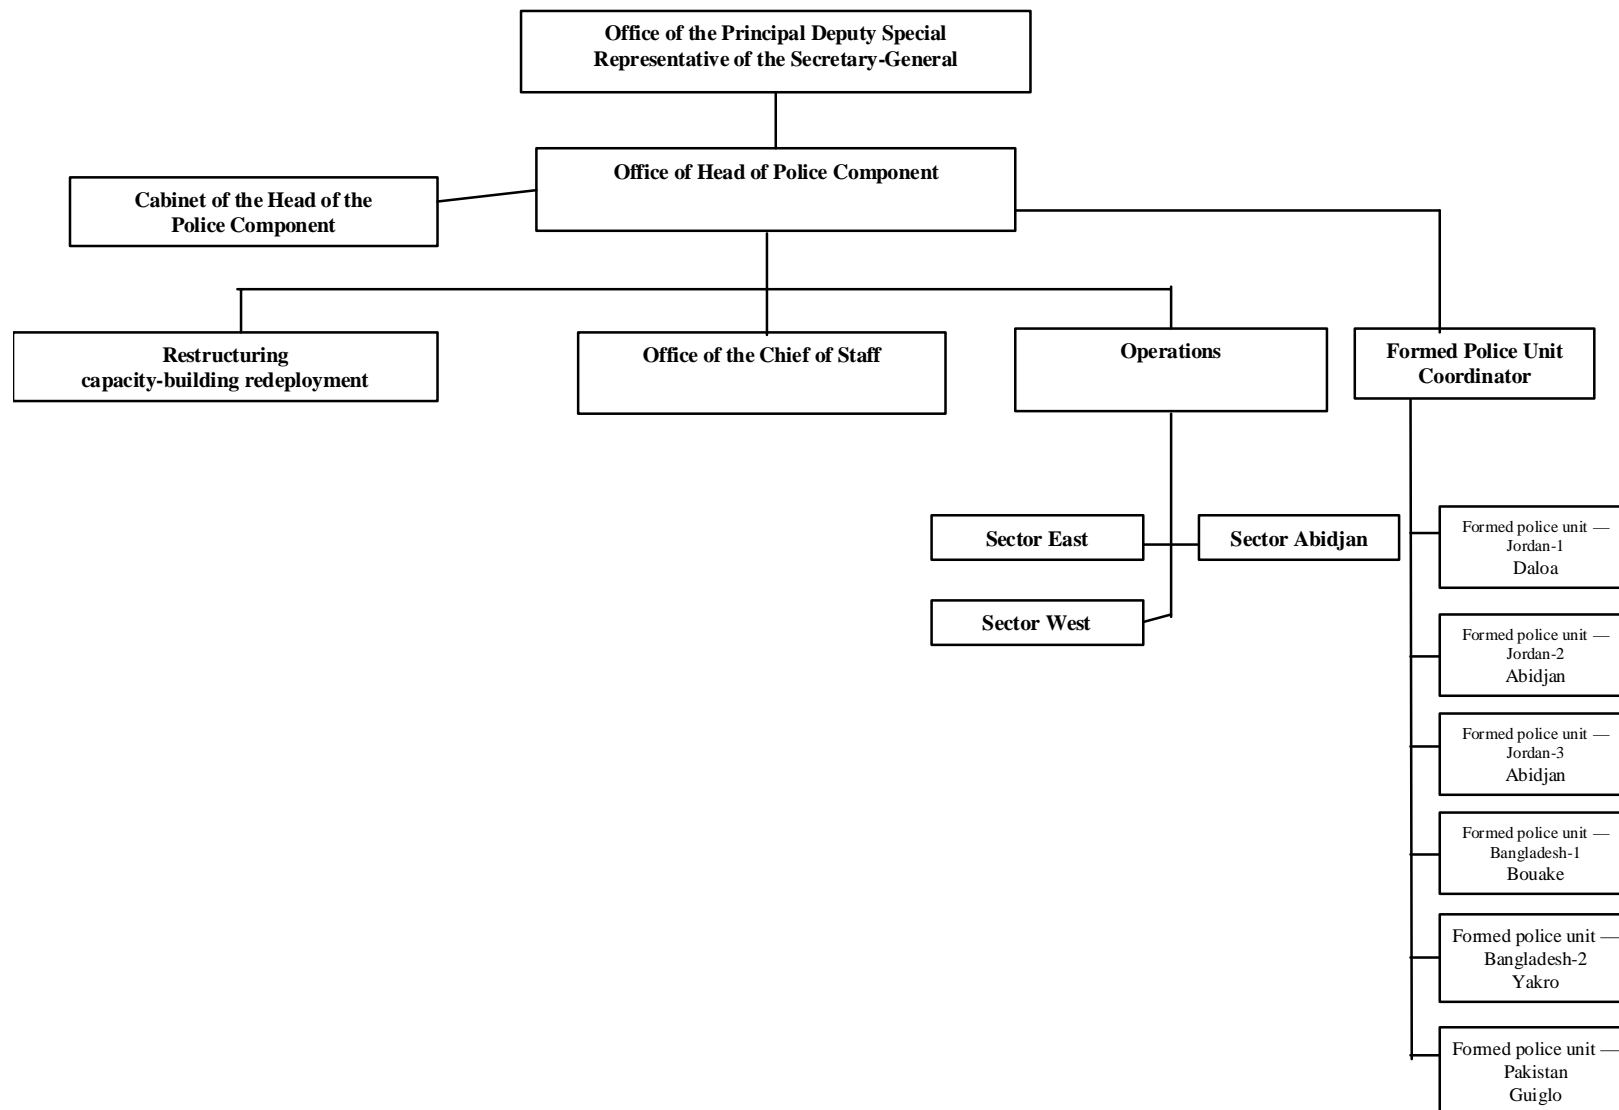 Office of the Principal Deputy Special
Representative of the Secretary-General
Office of Head of Police Component
Cabinet of the Head of the
Police Component
Restructuring
capacity-building redeployment
Office of the Chief of Staff
Operations
Formed Police Unit
Coordinator
Sector East
Sector Abidjan
Sector West
Formed police unit —
Jordan-1
Daloa
Formed police unit —
Jordan-2
Abidjan
Formed police unit —
Jordan-3
Abidjan
Formed police unit —
Bangladesh-1
Bouake
Formed police unit —
Bangladesh-2
Yakro
Formed police unit —
Pakistan
Guiglo